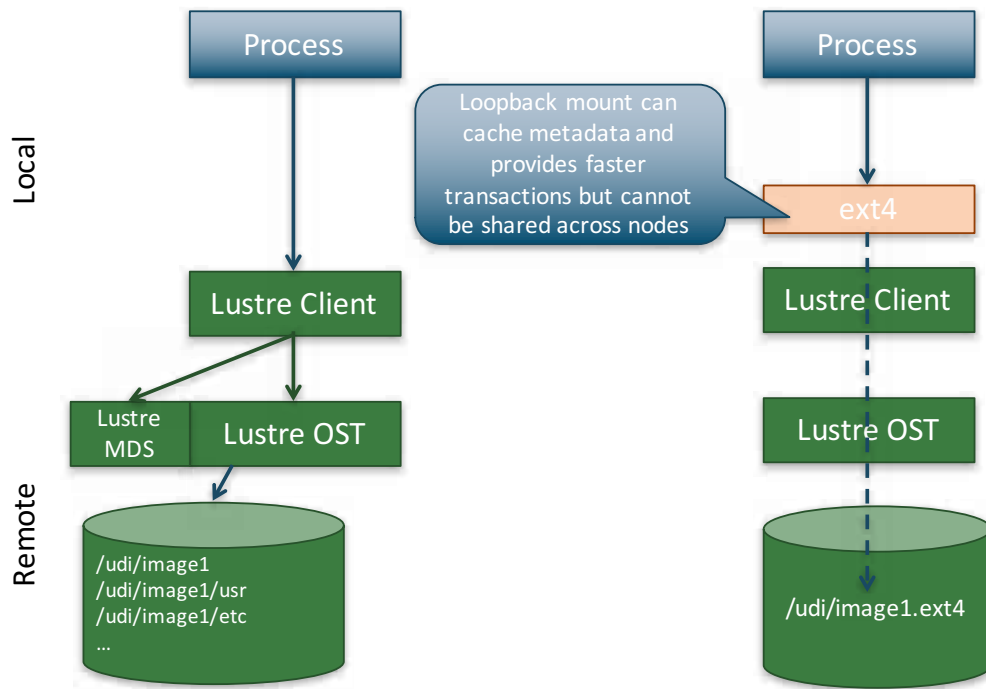 Process
Process
Loopback mount can
cache metadata and
provides faster
transactions but cannot
be shared across nodes
Local
ext4
Lustre Client
Lustre Client
Lustre
MDS
Lustre OST
Lustre OST
Remote
/udi/image1
/udi/image1/usr
/udi/image1/etc
...
/udi/image1.ext4